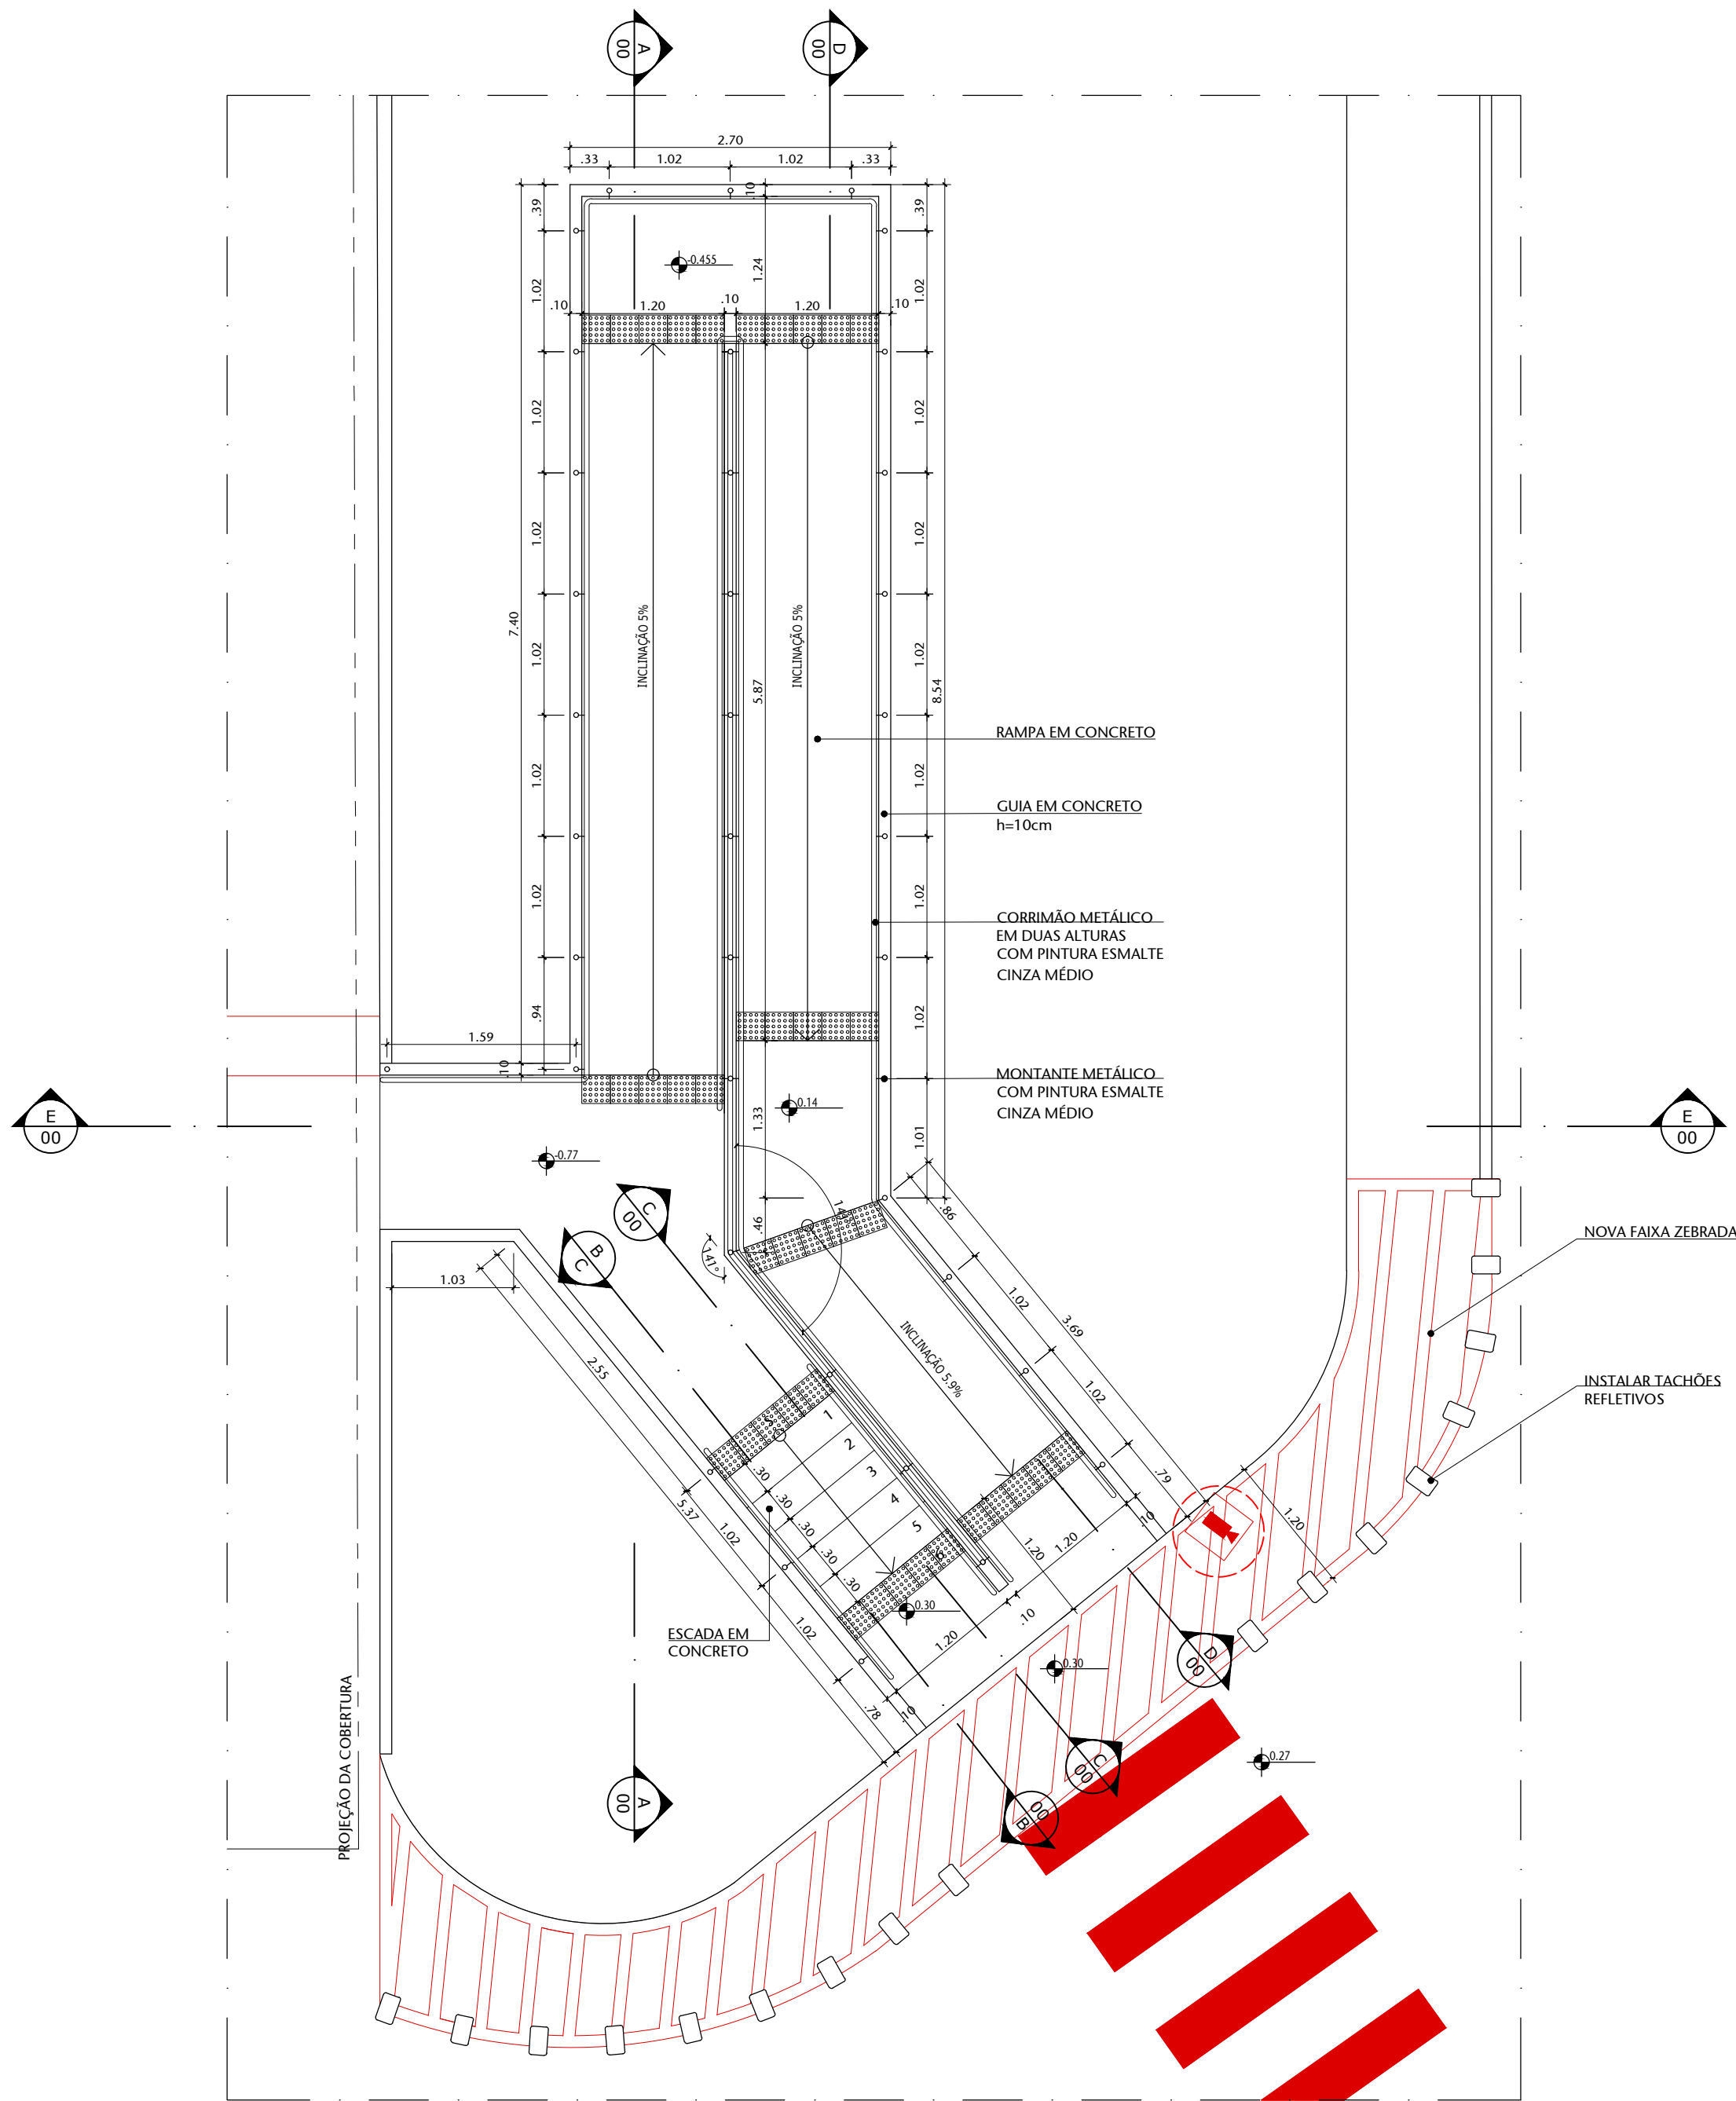 A
00
D
00
2.70
.33
1.02
1.02
.33
.10
.39
.39
-0.455
1.24
1.02
1.02
.10
1.20
.10
1.20
.10
1.02
1.02
1.02
1.02
7.40
1.02
INCLINAÇÃO 5%
INCLINAÇÃO 5%
1.02
5.87
8.54
RAMPA EM CONCRETO
1.02
1.02
GUIA EM CONCRETO
h=10cm
1.02
1.02
CORRIMÃO METÁLICO
EM DUAS ALTURAS
COM PINTURA ESMALTE
CINZA MÉDIO
.94
1.02
1.59
.10
MONTANTE METÁLICO
COM PINTURA ESMALTE
CINZA MÉDIO
0.14
1.33
1.01
E
00
E
00
-0.77
C
00
B
C
.46
141°
.86
NOVA FAIXA ZEBRADA
1.03
1.02
3.69
INCLINAÇÃO 5.9%
2.55
1.02
INSTALAR TACHÕES
REFLETIVOS
S
1
2
3
4
5
6
.30
.30
.30
.30
.30
.79
5.37
1.02
.10
1.20
1.20
1.20
0.30
.10
ESCADA EM
CONCRETO
1.02
1.20
0.30
D
00
.78
.10
PROJEÇÃO DA COBERTURA
0.27
C
00
A
00
00
B